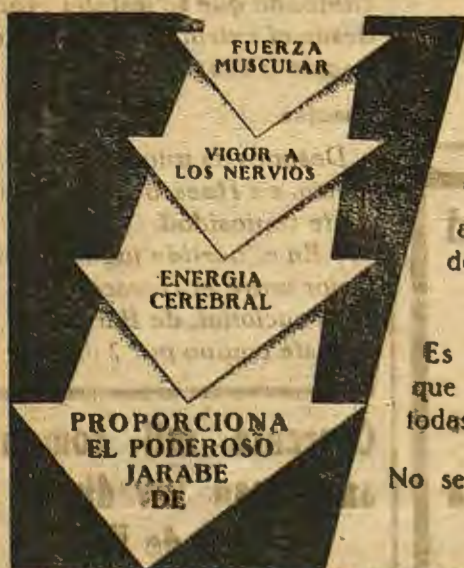 FUERZA
MUSCULAR
VIGOR A
LOS NERVIOS
ENERGIA
CEREBRAL
PROPORCIONA
EL PODEROSO
JARABE
DE
Es
que
todas
No se